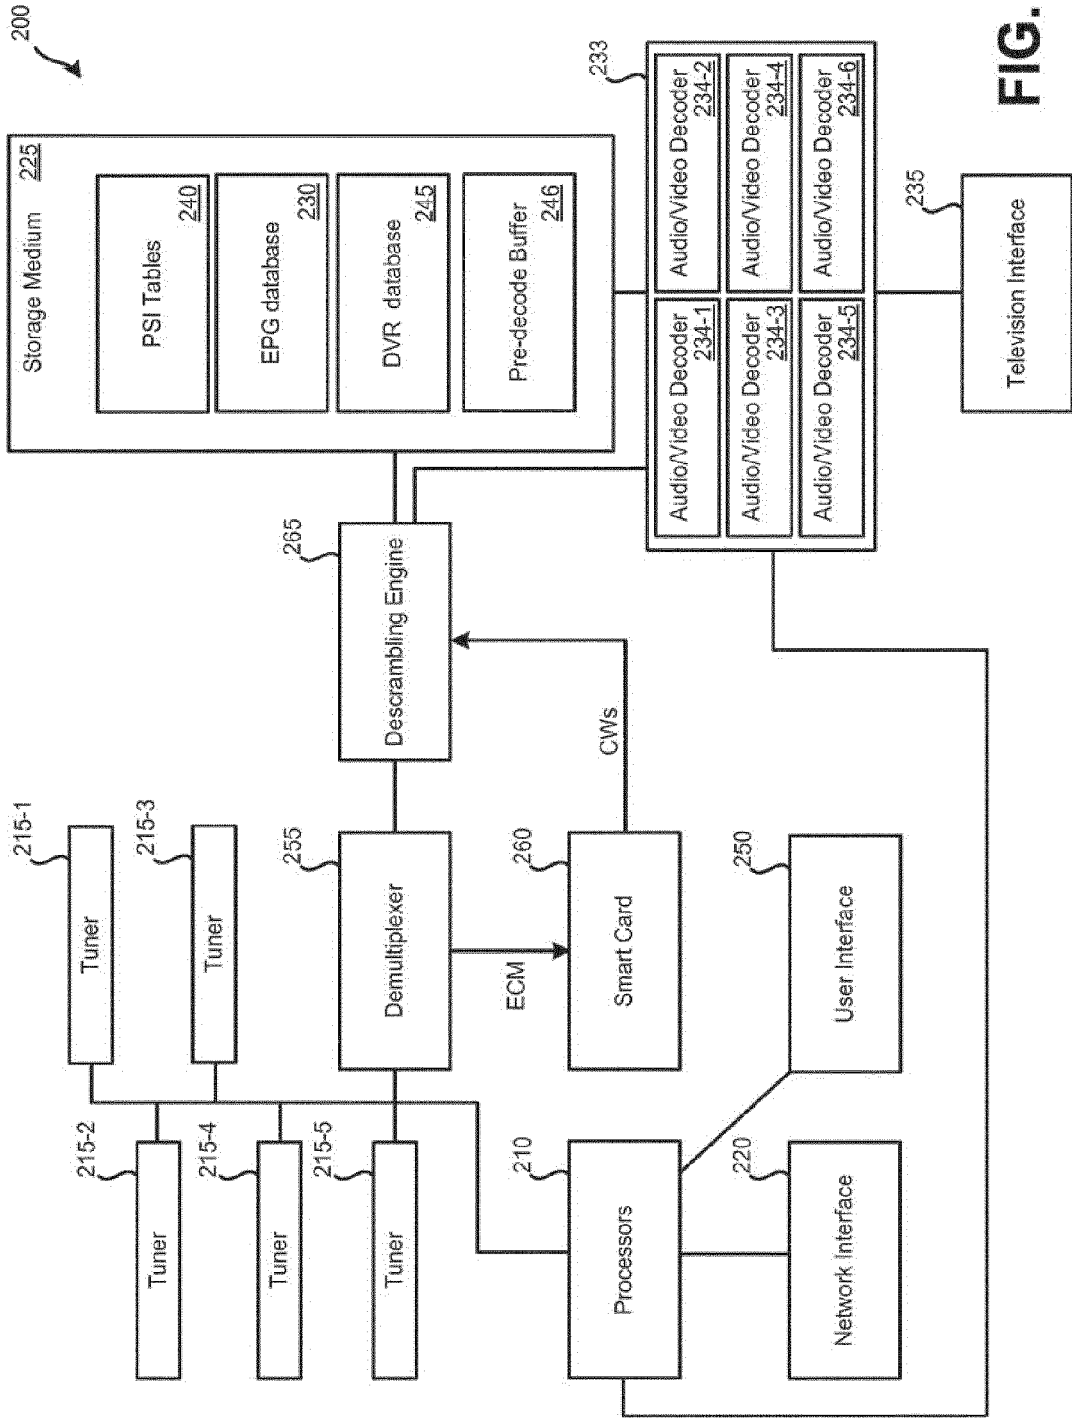 200
215-1
Tuner
215-2
Tuner
215-3
Tuner
215-4
Tuner
215-5
Tuner
255
Demultiplexer
265
Descrambling Engine
Storage Medium 225
PSI Tables
240
EPG database
230
DVR database
245
Pre-decode Buffer
246
ECM
CWs
210
Processors
260
Smart Card
233
Audio/Video Decoder
234-1
Audio/Video Decoder
234-2
Audio/Video Decoder
234-3
Audio/Video Decoder
234-4
Audio/Video Decoder
234-5
Audio/Video Decoder
234-6
220
Network Interface
250
User Interface
235
Television Interface
FIG.